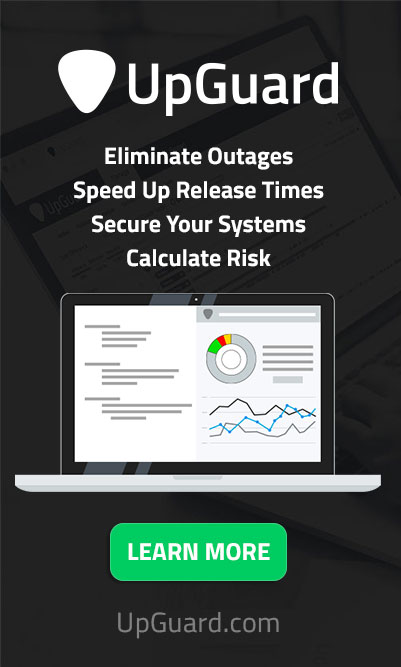 UpGuard
Eliminate Outages
Speed Up Release Times
Secure Your Systems
Calculate Risk
LEARN MORE
UpGuard.com